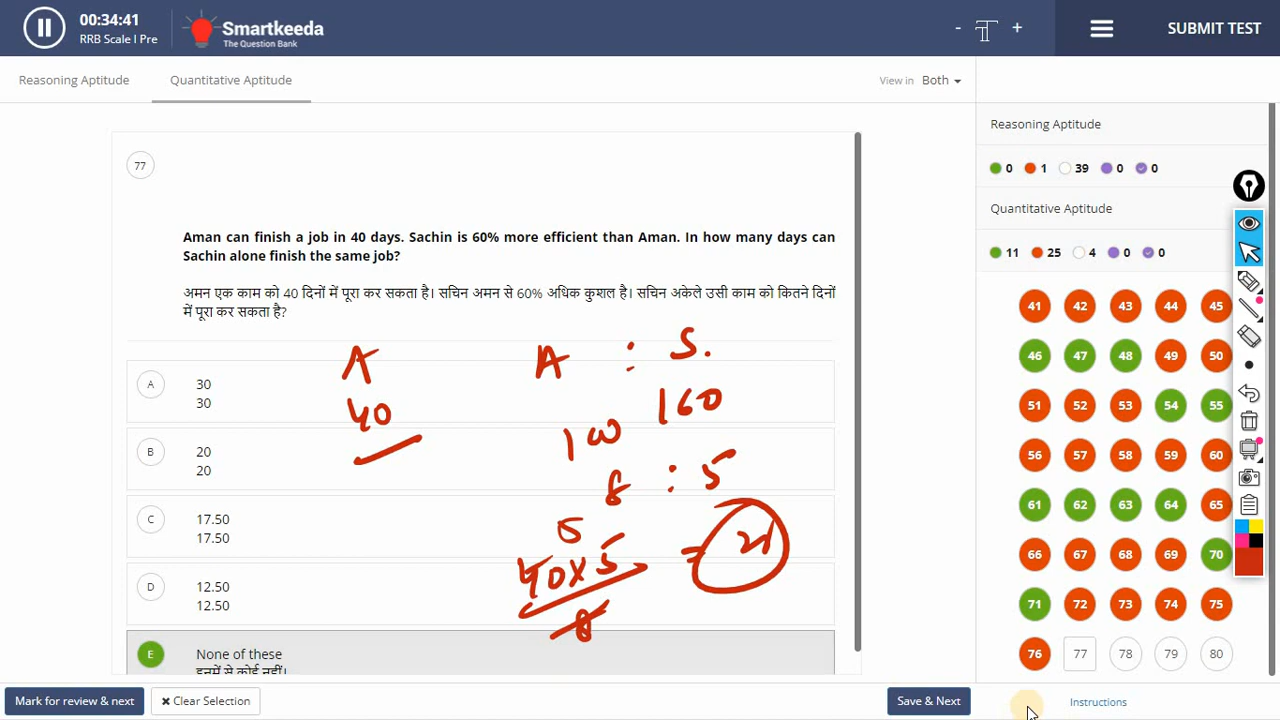 00:34:41
RRB Scale I Pre
Smartkeeda
The Question Bank
- T +
SUBMIT TEST
Reasoning Aptitude
Quantitative Aptitude
View in Both
77
Aman can finish a job in 40 days. Sachin is 60% more efficient than Aman. In how many days can
Sachin alone finish the same job?
अमन एक काम को 40 दिनों में पूरा कर सकता है। सचिन अमन से 60% अधिक कुशल है। सचिन अकेले उसी काम को कितने दिनों
में पूरा कर सकता है?
A 30
30
B 20
20
C 17.50
17.50
D 12.50
12.50
E None of these
इनमें से कोई नहीं।
A
40
A : S.
100 160
8 : 5
5
40 x 5
8
=
Mark for review & next
Clear Selection
Save & Next
Reasoning Aptitude
0 1 39 0 0
Quantitative Aptitude
11 25 4 0 0
41 42 43 44 45
46 47 48 49 50
51 52 53 54 55
56 57 58 59 60
61 62 63 64 65
66 67 68 69 70
71 72 73 74 75
76 77 78 79 80
Instructions